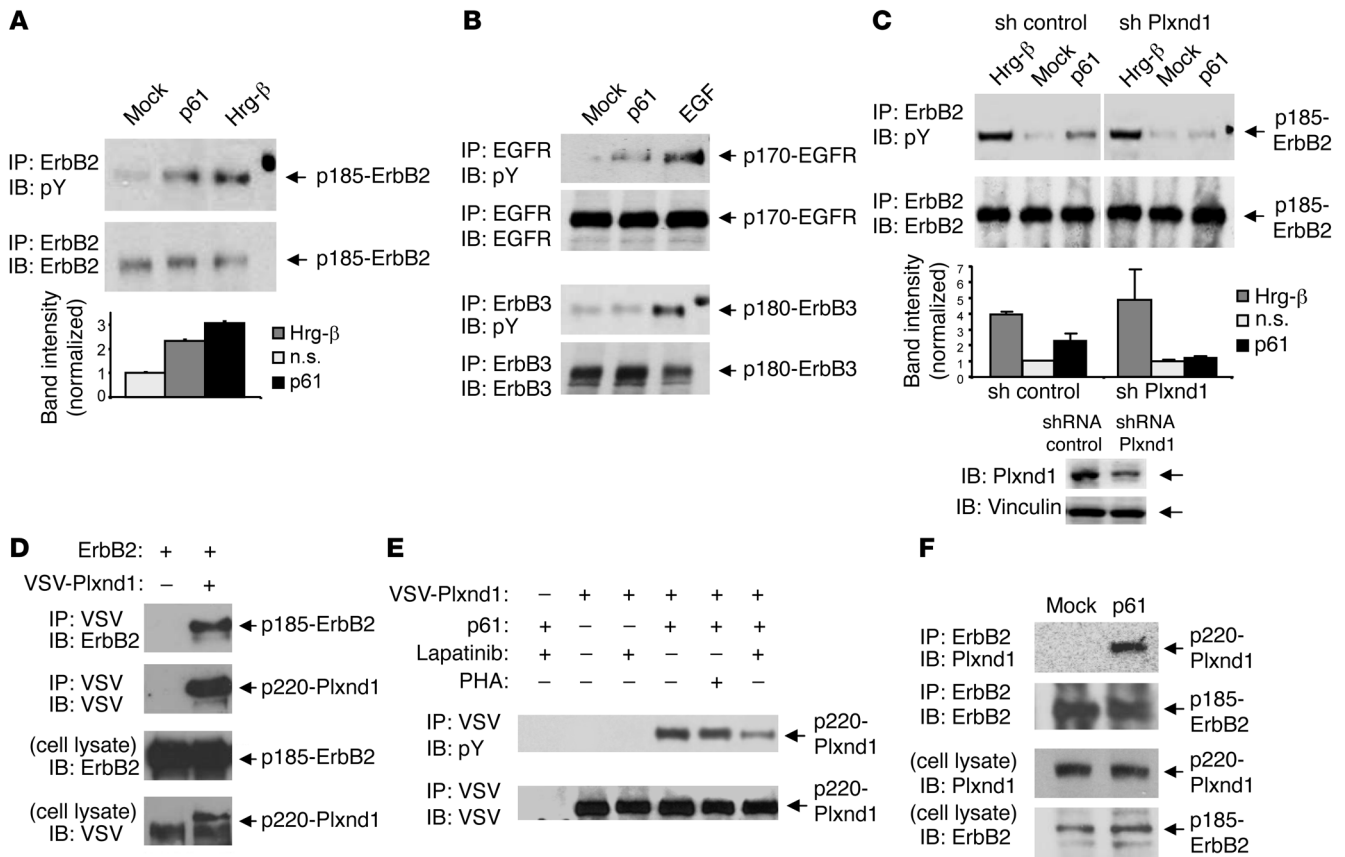 A
Mock p61 Hrg-β
IP: ErbB2
IB: pY
p185-ErbB2
IP: ErbB2
IB: ErbB2
p185-ErbB2
Band intensity
(normalized)
3
2
1
0
Hrg-β
n.s.
p61
B
Mock p61 EGF
IP: EGFR
IB: pY
p170-EGFR
IP: EGFR
IB: EGFR
p170-EGFR
IP: ErbB3
IB: pY
p180-ErbB3
IP: ErbB3
IB: ErbB3
p180-ErbB3
C
sh control sh Plxnd1
Hrg-β Mock p61 Hrg-β Mock p61
IP: ErbB2
IB: pY
p185-
ErbB2
IP: ErbB2
IB: ErbB2
p185-
ErbB2
Band intensity
(normalized)
7
6
5
4
3
2
1
0
sh control sh Plxnd1
Hrg-β
n.s.
p61
shRNA shRNA
control Plxnd1
IB: Plxnd1
IB: Vinculin
D
ErbB2: + +
VSV-Plxnd1: – +
IP: VSV
IB: ErbB2
p185-ErbB2
IP: VSV
IB: VSV
p220-Plxnd1
(cell lysate)
IB: ErbB2
p185-ErbB2
(cell lysate)
IB: VSV
p220-Plxnd1
E
VSV-Plxnd1: – + + + + +
p61: + – – + + +
Lapatinib: + – + – – +
PHA: – – – – + –
IP: VSV
IB: pY
p220-
Plxnd1
IP: VSV
IB: VSV
p220-
Plxnd1
F
Mock p61
IP: ErbB2
IB: Plxnd1
p220-
Plxnd1
IP: ErbB2
IB: ErbB2
p185-
ErbB2
(cell lysate)
IB: Plxnd1
p220-
Plxnd1
(cell lysate)
IB: ErbB2
p185-
ErbB2